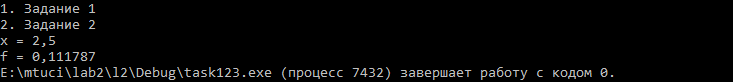 1. Задание 1
2. Задание 2
x = 2,5
f = 0,111787
E:\mtuci\lab2\l2\Debug\task123.exe (процесс 7432) завершает работу с кодом 0.